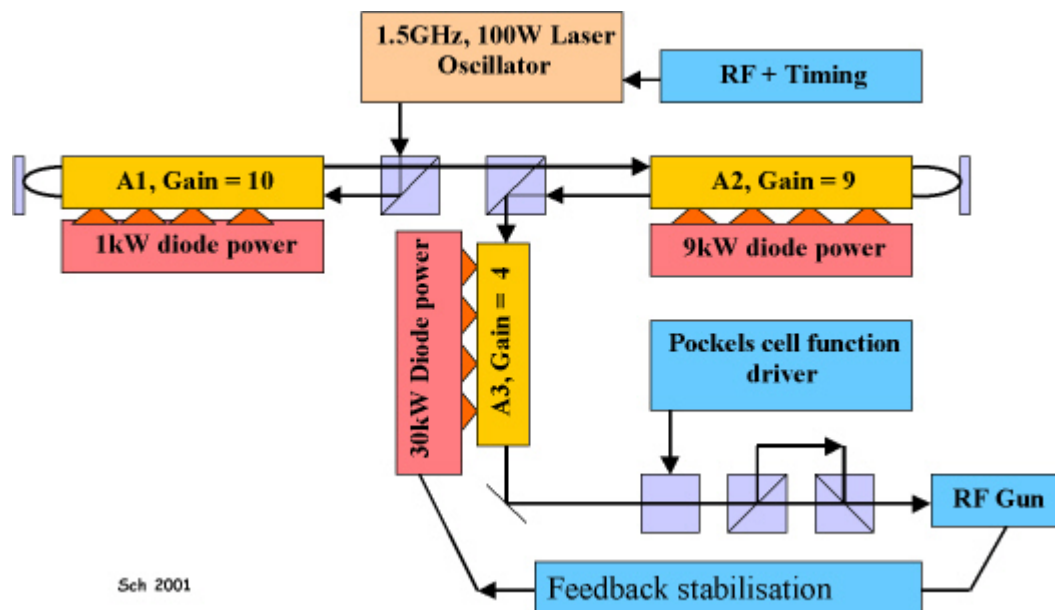 1.5GHz, 100W Laser
Oscillator
RF + Timing
A1, Gain = 10
A2, Gain = 9
1kW diode power
9kW diode power
30kW Diode power
A3, Gain = 4
Pockels cell function
driver
RF Gun
Feedback stabilisation
Sch 2001